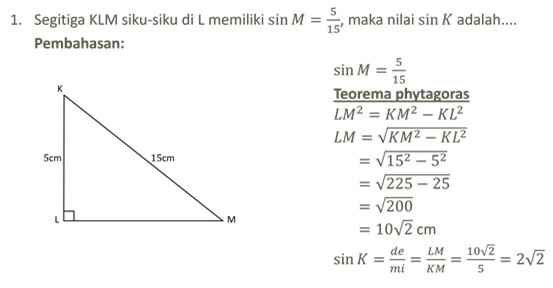 1. Segitiga KLM siku-siku di L memiliki sin M = 5/15, maka nilai sin K adalah....
Pembahasan:
K
5cm
15cm
L
M
sin M = 5/15
Teorema phytagoras
LM² = KM² − KL²
LM = √(KM² − KL²)
= √(15² − 5²)
= √(225 − 25)
= √200
= 10√2 cm
sin K = de/mi = LM/KM = 10√2/5 = 2√2